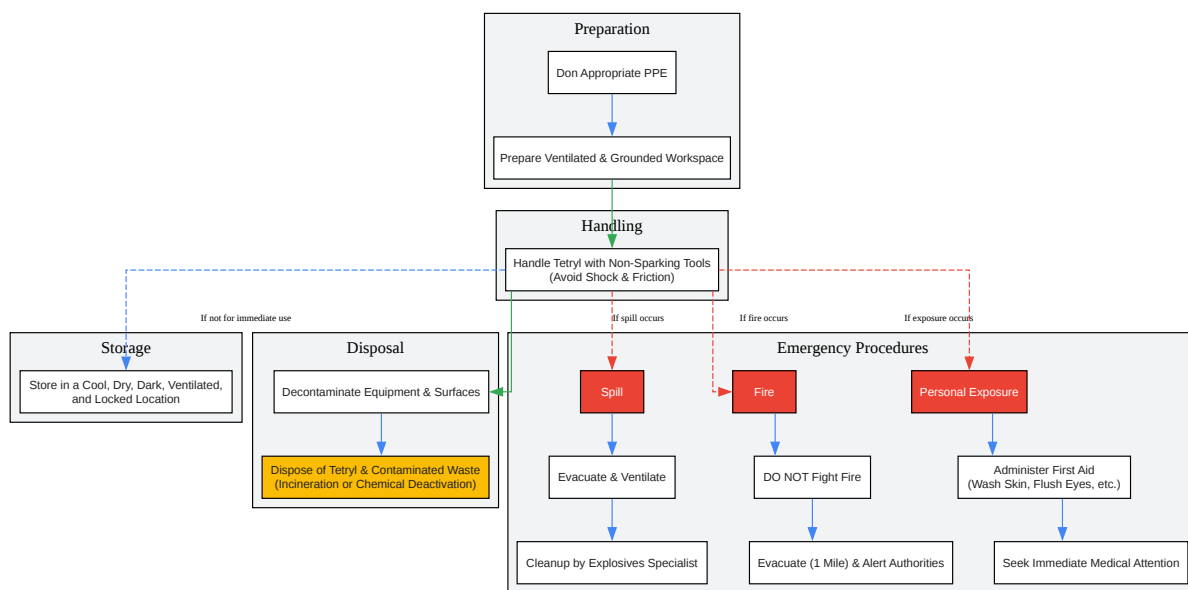 Preparation
Don Appropriate PPE
Prepare Ventilated & Grounded Workspace
Handling
Handle Tetryl with Non-Sparking Tools
(Avoid Shock & Friction)
If not for immediate use
If spill occurs
If fire occurs
If exposure occurs
Storage
Store in a Cool, Dry, Dark, Ventilated,
and Locked Location
Disposal
Decontaminate Equipment & Surfaces
Dispose of Tetryl & Contaminated Waste
(Incineration or Chemical Deactivation)
Emergency Procedures
Spill
Fire
Personal Exposure
Evacuate & Ventilate
DO NOT Fight Fire
Administer First Aid
(Wash Skin, Flush Eyes, etc.)
Cleanup by Explosives Specialist
Evacuate (1 Mile) & Alert Authorities
Seek Immediate Medical Attention